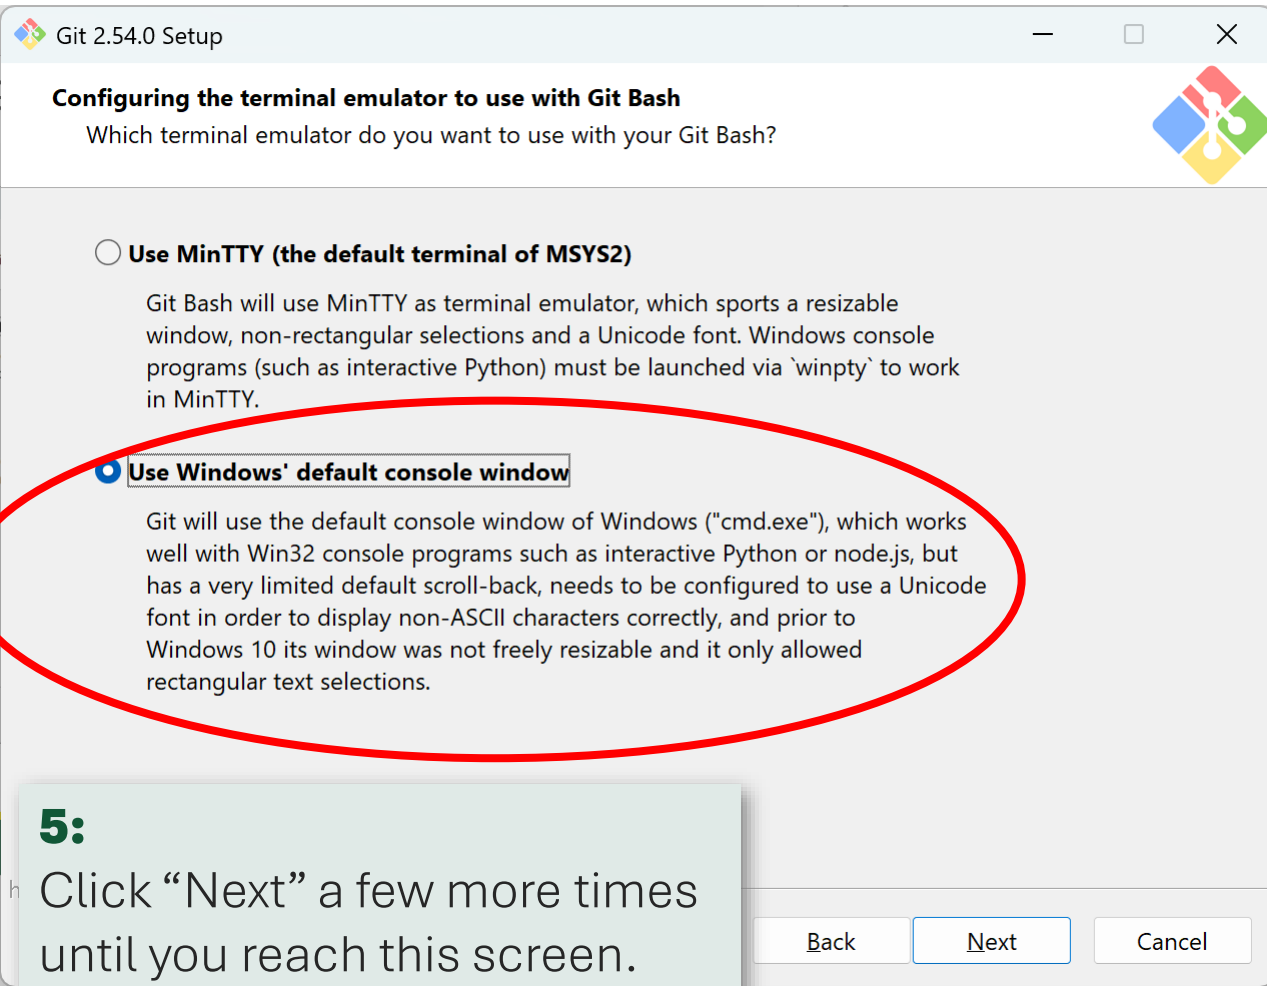 Git 2.54.0 Setup
Configuring the terminal emulator to use with Git Bash
Which terminal emulator do you want to use with your Git Bash?
Use MinTTY (the default terminal of MSYS2)
Git Bash will use MinTTY as terminal emulator, which sports a resizable
window, non-rectangular selections and a Unicode font. Windows console
programs (such as interactive Python) must be launched via `winpty` to work
in MinTTY.
Use Windows' default console window
Git will use the default console window of Windows ("cmd.exe"), which works
well with Win32 console programs such as interactive Python or node.js, but
has a very limited default scroll-back, needs to be configured to use a Unicode
font in order to display non-ASCII characters correctly, and prior to
Windows 10 its window was not freely resizable and it only allowed
rectangular text selections.
5:
Click “Next” a few more times
until you reach this screen.
Back
Next
Cancel